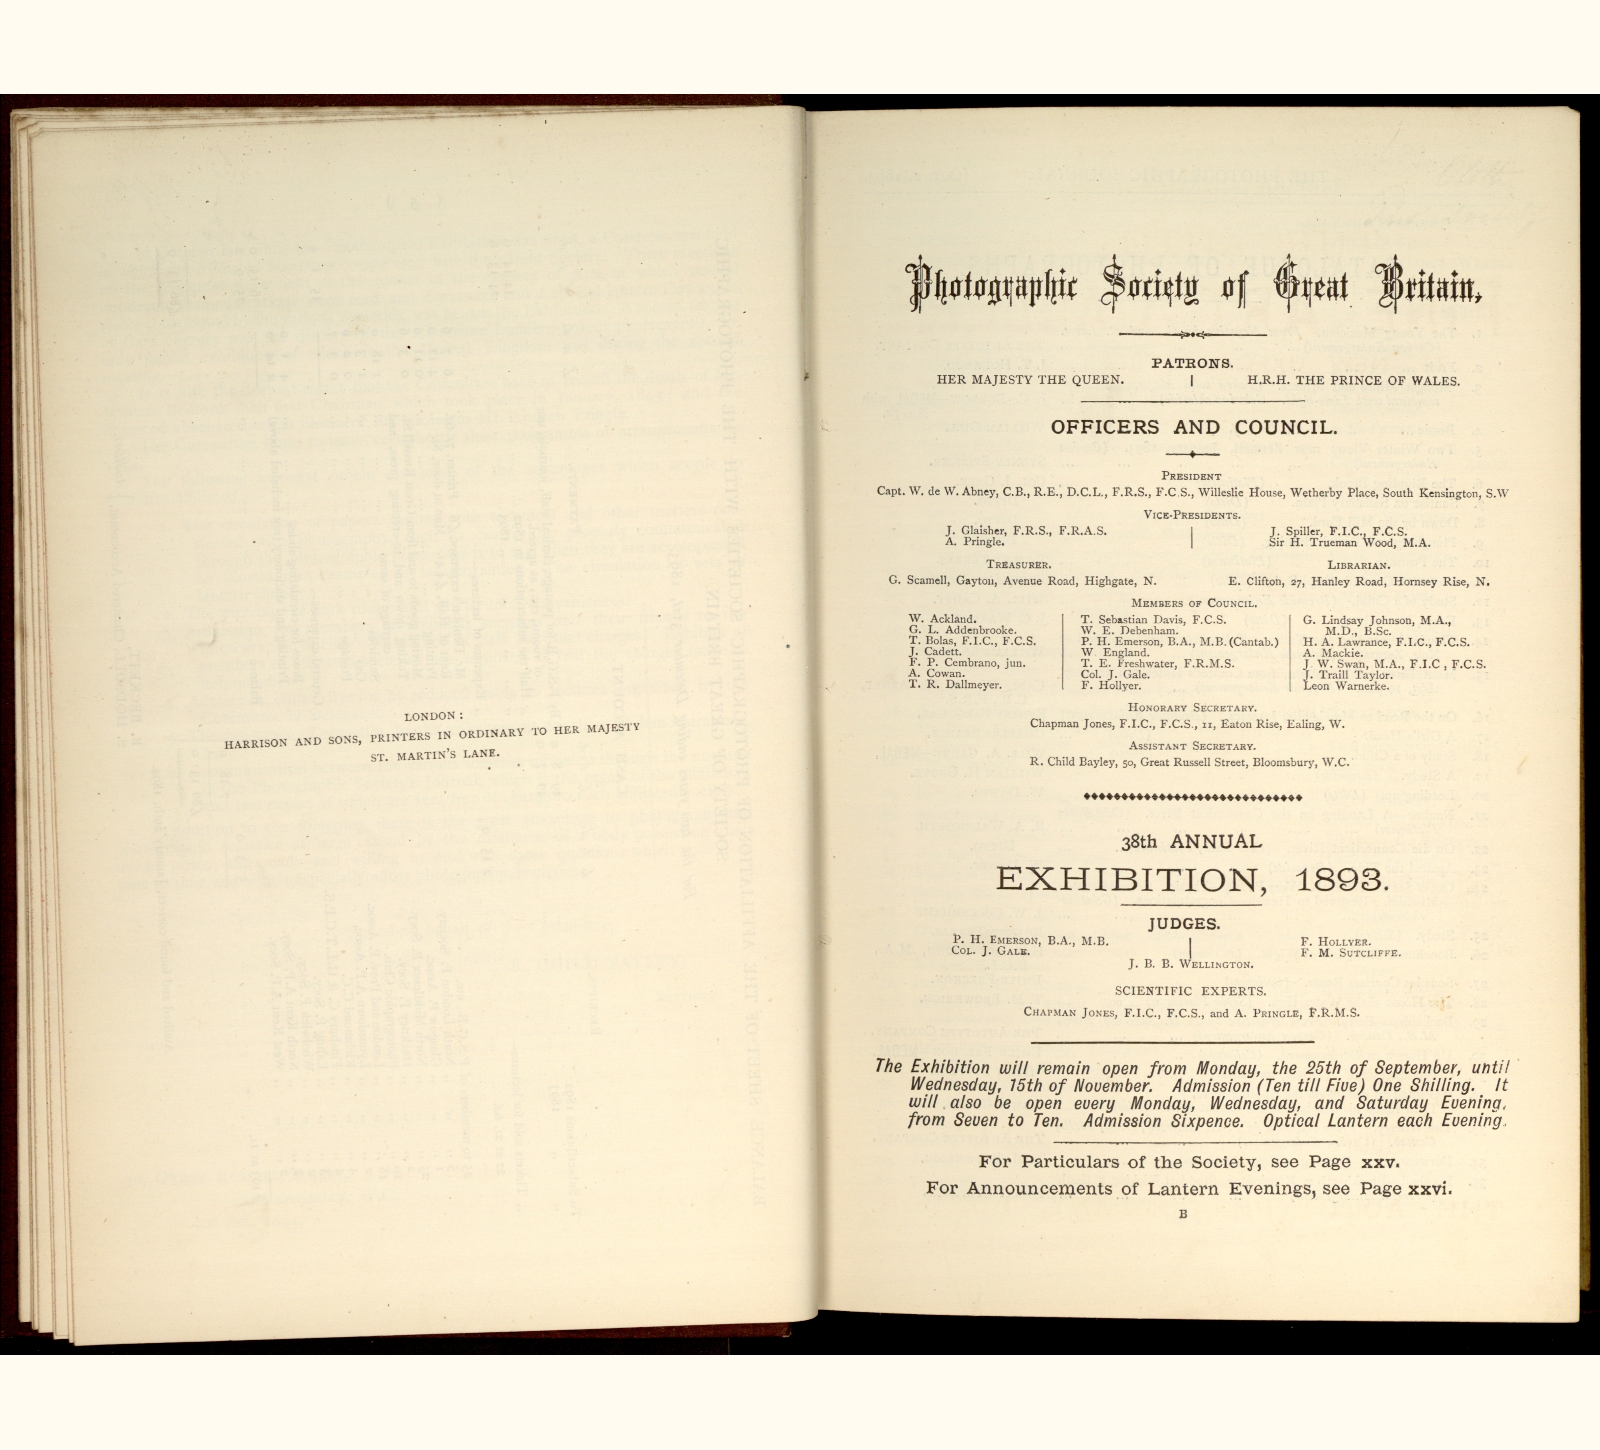 LONDON:
HARRISON AND SONS, PRINTERS IN ORDINARY TO HER MAJESTY
ST. MARTIN'S LANE.
Photographic Society of Great Britain,
PATRONS.
HER MAJESTY THE QUEEN. | H.R.H. THE PRINCE OF WALES.
OFFICERS AND COUNCIL.
PRESIDENT
Capt. W. de W. Abney, C.B., R.E., D.C.L., F.R.S., F.C.S., Willeslie House, Wetherby Place, South Kensington, S.W
VICE-PRESIDENTS.
J. Glaisher, F.R.S., F.R.A.S.
A. Pringle.
J. Spiller, F.I.C., F.C.S.
Sir H. Trueman Wood, M.A.
TREASURER.
G. Scamell, Gayton, Avenue Road, Highgate, N.
LIBRARIAN.
E. Clifton, 27, Hanley Road, Hornsey Rise, N.
MEMBERS OF COUNCIL.
W. Ackland.
G. L. Addenbrooke.
T. Bolas, F.I.C., F.C.S.
J. Cadett.
F. P. Cembrano, jun.
A. Cowan.
T. R. Dallmeyer.
T. Sebastian Davis, F.C.S.
W. E. Debenham.
P. H. Emerson, B.A., M.B. (Cantab.)
W. England.
T. E. Freshwater, F.R.M.S.
Col. J. Gale.
F. Hollyer.
G. Lindsay Johnson, M.A.,
M.D., B.Sc.
H. A. Lawrance, F.I.C., F.C.S.
A. Mackie.
J. W. Swan, M.A., F.I.C , F.C.S.
J. Traill Taylor.
Leon Warnerke.
HONORARY SECRETARY.
Chapman Jones, F.I.C., F.C.S., 11, Eaton Rise, Ealing, W.
ASSISTANT SECRETARY.
R. Child Bayley, 50, Great Russell Street, Bloomsbury, W.C.
38th ANNUAL
EXHIBITION, 1893.
JUDGES.
P. H. EMERSON, B.A., M.B.
COL. J. GALE.
F. HOLLYER.
F. M. SUTCLIFFE.
J. B. B. WELLINGTON.
SCIENTIFIC EXPERTS.
CHAPMAN JONES, F.I.C., F.C.S., and A. PRINGLE, F.R.M.S.
The Exhibition will remain open from Monday, the 25th of September, until
Wednesday, 15th of November. Admission (Ten till Five) One Shilling. It
will also be open every Monday, Wednesday, and Saturday Evening,
from Seven to Ten. Admission Sixpence. Optical Lantern each Evening.
For Particulars of the Society, see Page xxv.
For Announcements of Lantern Evenings, see Page xxvi.
B